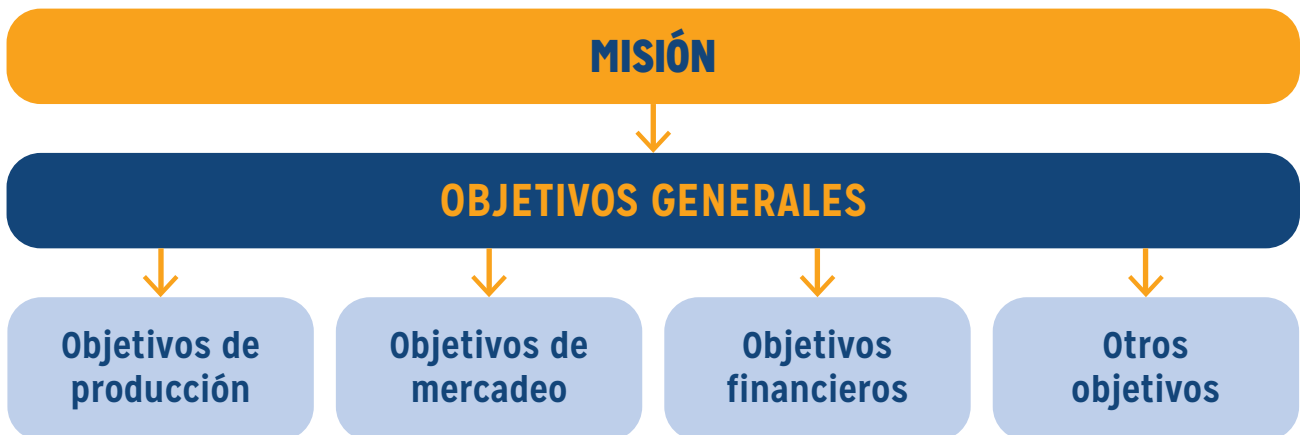 MISIÓN
OBJETIVOS GENERALES
Objetivos de
producción
Objetivos de
mercadeo
Objetivos
financieros
Otros
objetivos